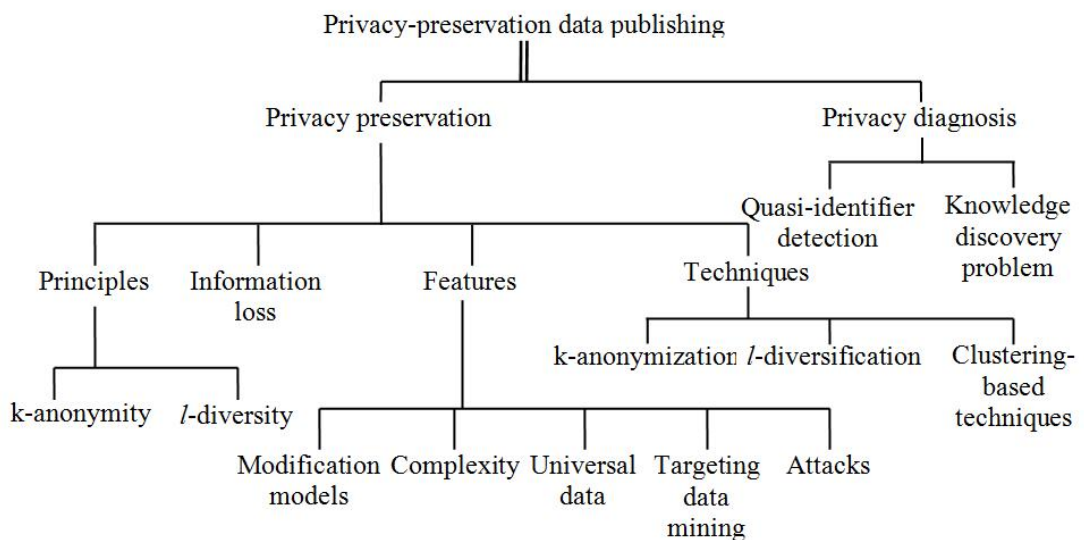 Privacy-preservation data publishing
Privacy preservation
Privacy diagnosis
Quasi-identifier
detection
Knowledge
discovery
problem
Principles
Information
loss
Features
Techniques
k-anonymization
l-diversification
Clustering-
based
techniques
k-anonymity
l-diversity
Modification
models
Complexity
Universal
data
Targeting
data
mining
Attacks